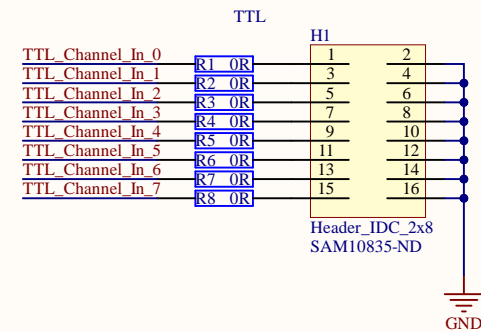 TTL
H1
TTL_Channel_In_0 R1 0R 1 2
TTL_Channel_In_1 R2 0R 3 4
TTL_Channel_In_2 R3 0R 5 6
TTL_Channel_In_3 R4 0R 7 8
TTL_Channel_In_4 R5 0R 9 10
TTL_Channel_In_5 R6 0R 11 12
TTL_Channel_In_6 R7 0R 13 14
TTL_Channel_In_7 R8 0R 15 16
Header_IDC_2x8
SAM10835-ND
GND